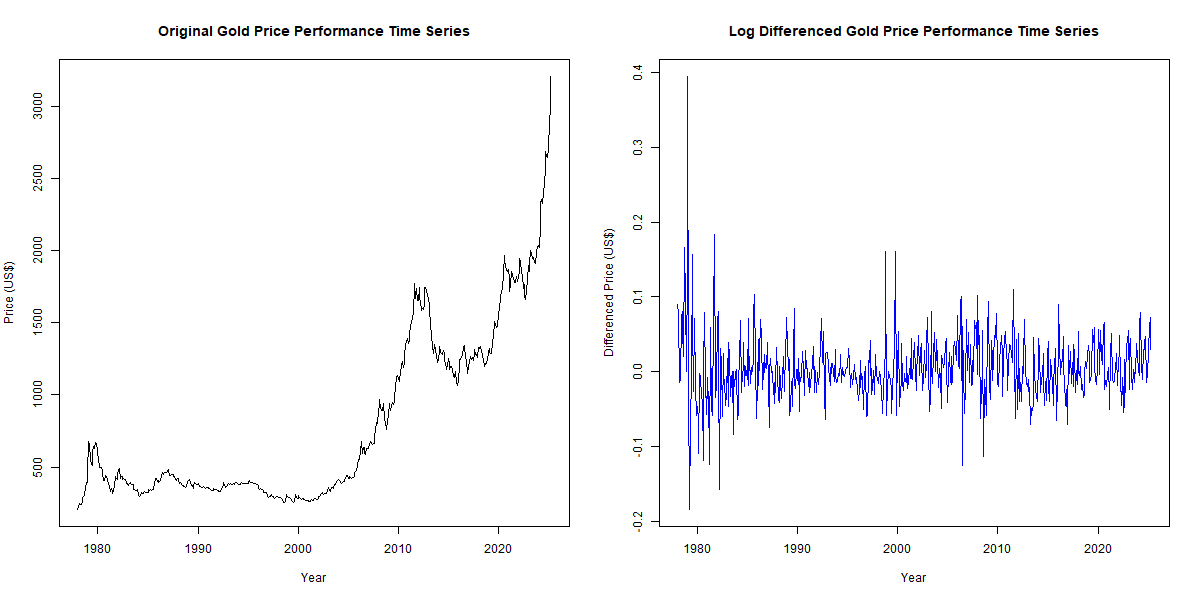 Original Gold Price Performance Time Series
Price (US$)
3000
2500
2000
1500
1000
500
1980 1990 2000 2010 2020
Year
Log Differenced Gold Price Performance Time Series
Differenced Price (US$)
0.4
0.3
0.2
0.1
0.0
-0.1
-0.2
1980 1990 2000 2010 2020
Year